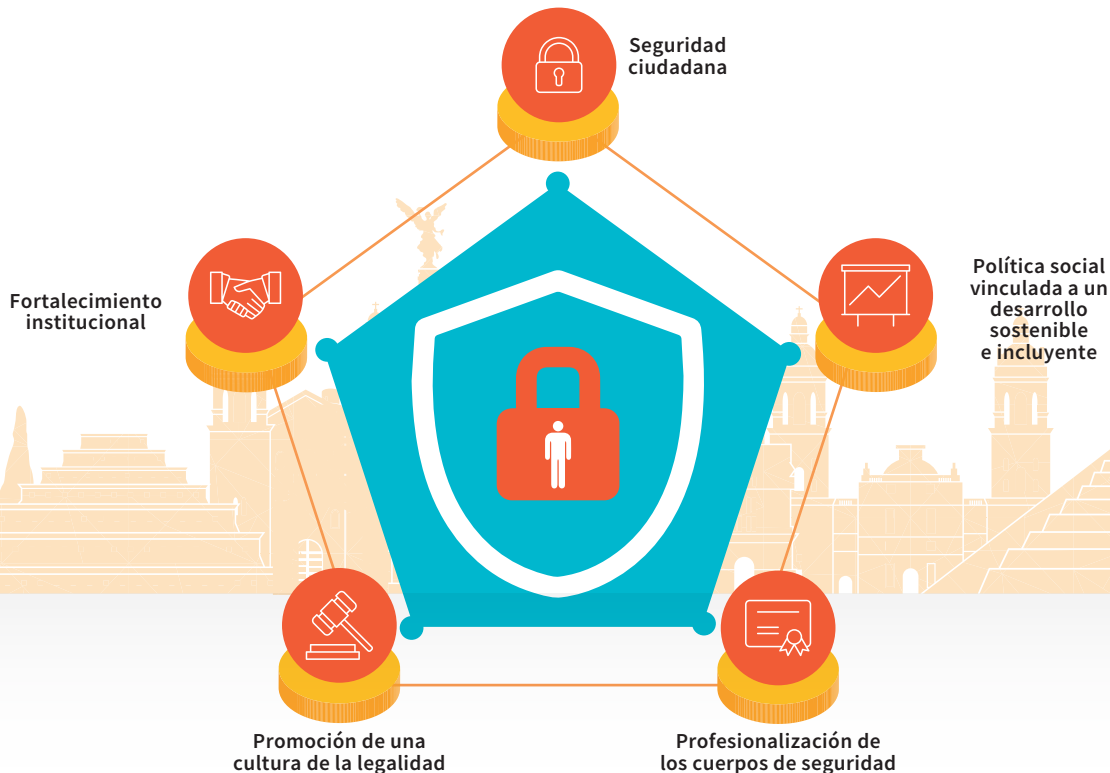 Seguridad
ciudadana
Política social
vinculada a un
desarrollo
sostenible
e incluyente
Fortalecimiento
institucional
Promoción de una
cultura de la legalidad
Profesionalización de
los cuerpos de seguridad